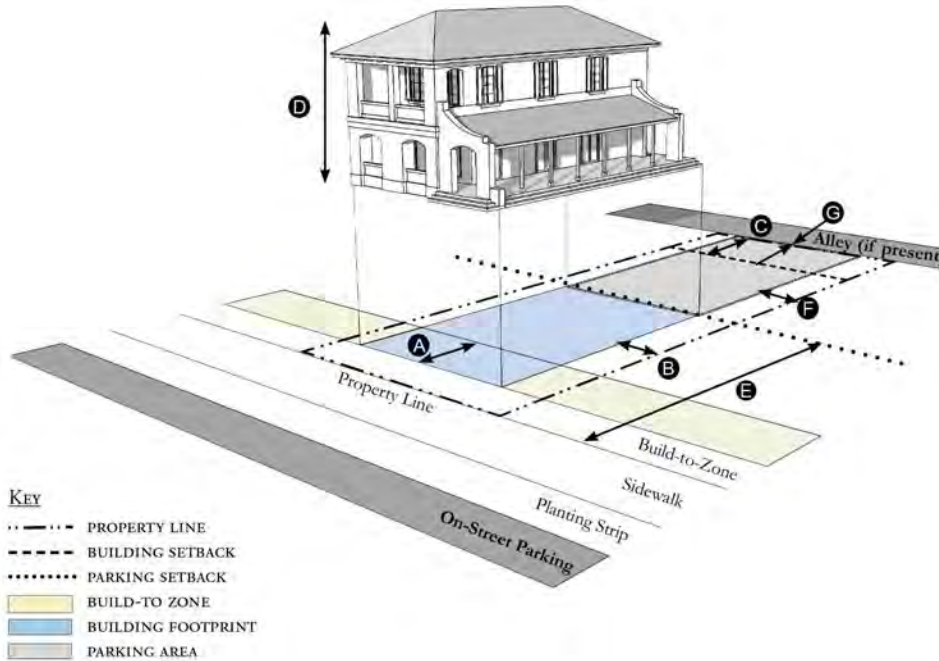 D
C
G
Alley (if present
F
A
B
E
Property Line
Build-to-Zone
Sidewalk
Planting Strip
On-Street Parking
KEY
PROPERTY LINE
BUILDING SETBACK
PARKING SETBACK
BUILD-TO ZONE
BUILDING FOOTPRINT
PARKING AREA